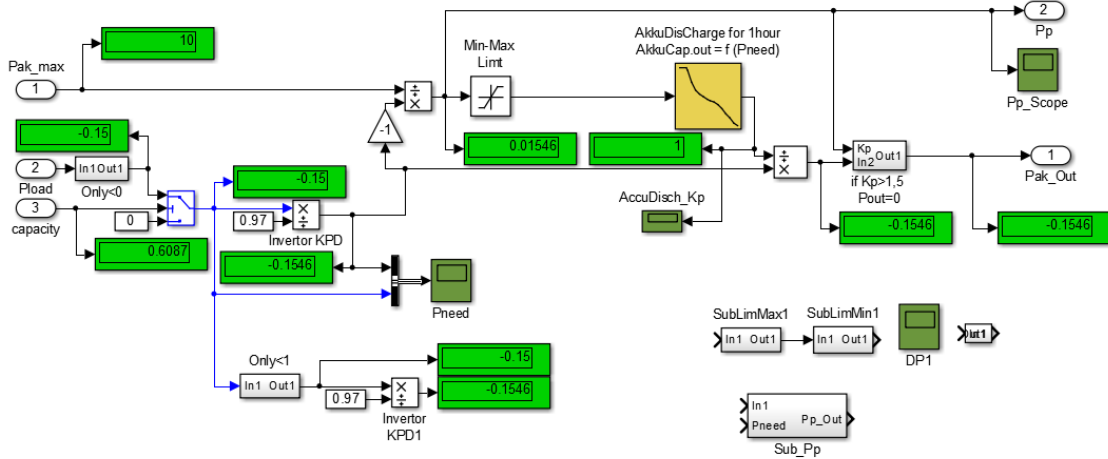 10
AkkuDisCharge for 1hour
AkkuCap.out = f (Pneed)
2
Pp
Min-Max
Limt
Pak_max
1
÷
×
Pp_Scope
-1
-0.15
0.01546
1
÷
×
Kp
In2
Out1
1
Pak_Out
if Kp>1,5
Pout=0
2
Pload
In1 Out1
Only<0
-0.15
3
capacity
0
0.97
×
÷
Invertor KPD
AccuDisch_Kp
0.6087
-0.1546
-0.1546
-0.1546
Pneed
SubLimMax1
In1 Out1
SubLimMin1
In1 Out1
DP1
Only<1
In1 Out1
-0.15
0.97
×
÷
-0.1546
Invertor
KPD1
In1
Pneed
Pp_Out
Sub_Pp